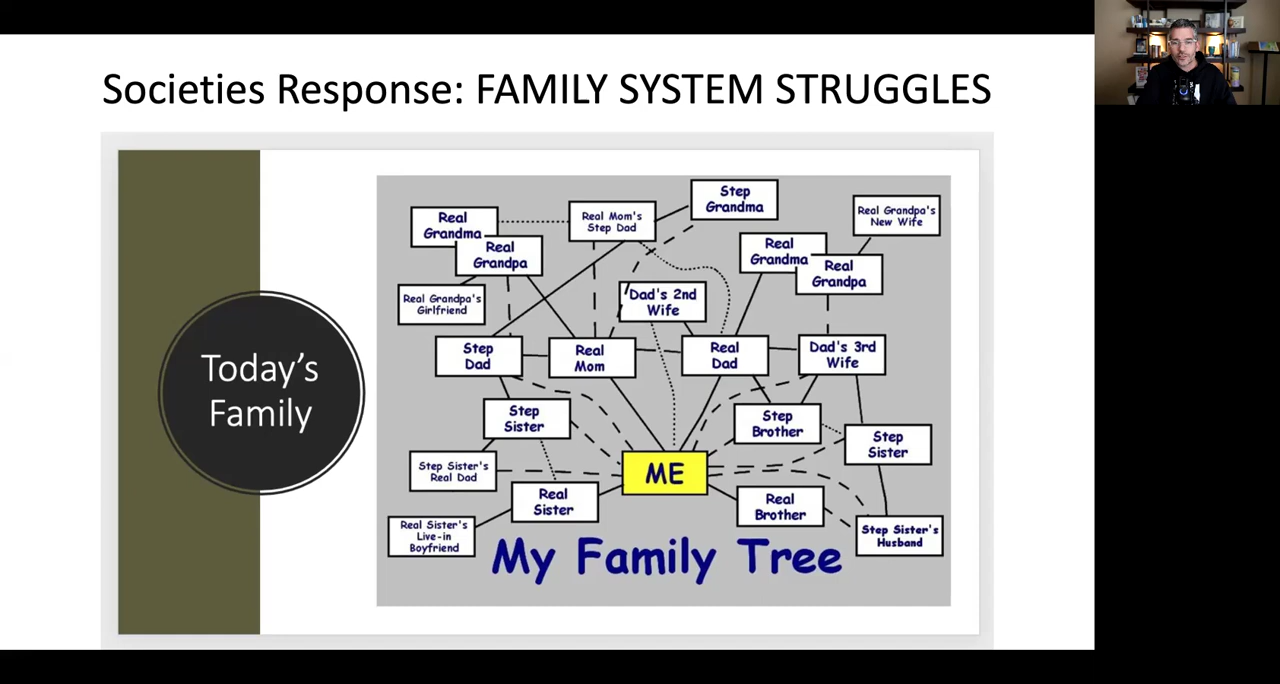 Societies Response: FAMILY SYSTEM STRUGGLES
Today's
Family
Step
Grandma
Real Grandpa's
New Wife
Real
Grandma
Real Mom's
Step Dad
Real
Grandpa
Real
Grandma
Real
Grandpa
Real Grandpa's
Girlfriend
Dad's 2nd
Wife
Step
Dad
Real
Mom
Real
Dad
Dad's 3rd
Wife
Step
Sister
Step
Brother
Step
Sister
Step Sister's
Real Dad
ME
Real
Sister
Real
Brother
Real Sister's
Live-in
Boyfriend
Step Sister's
Husband
My Family Tree